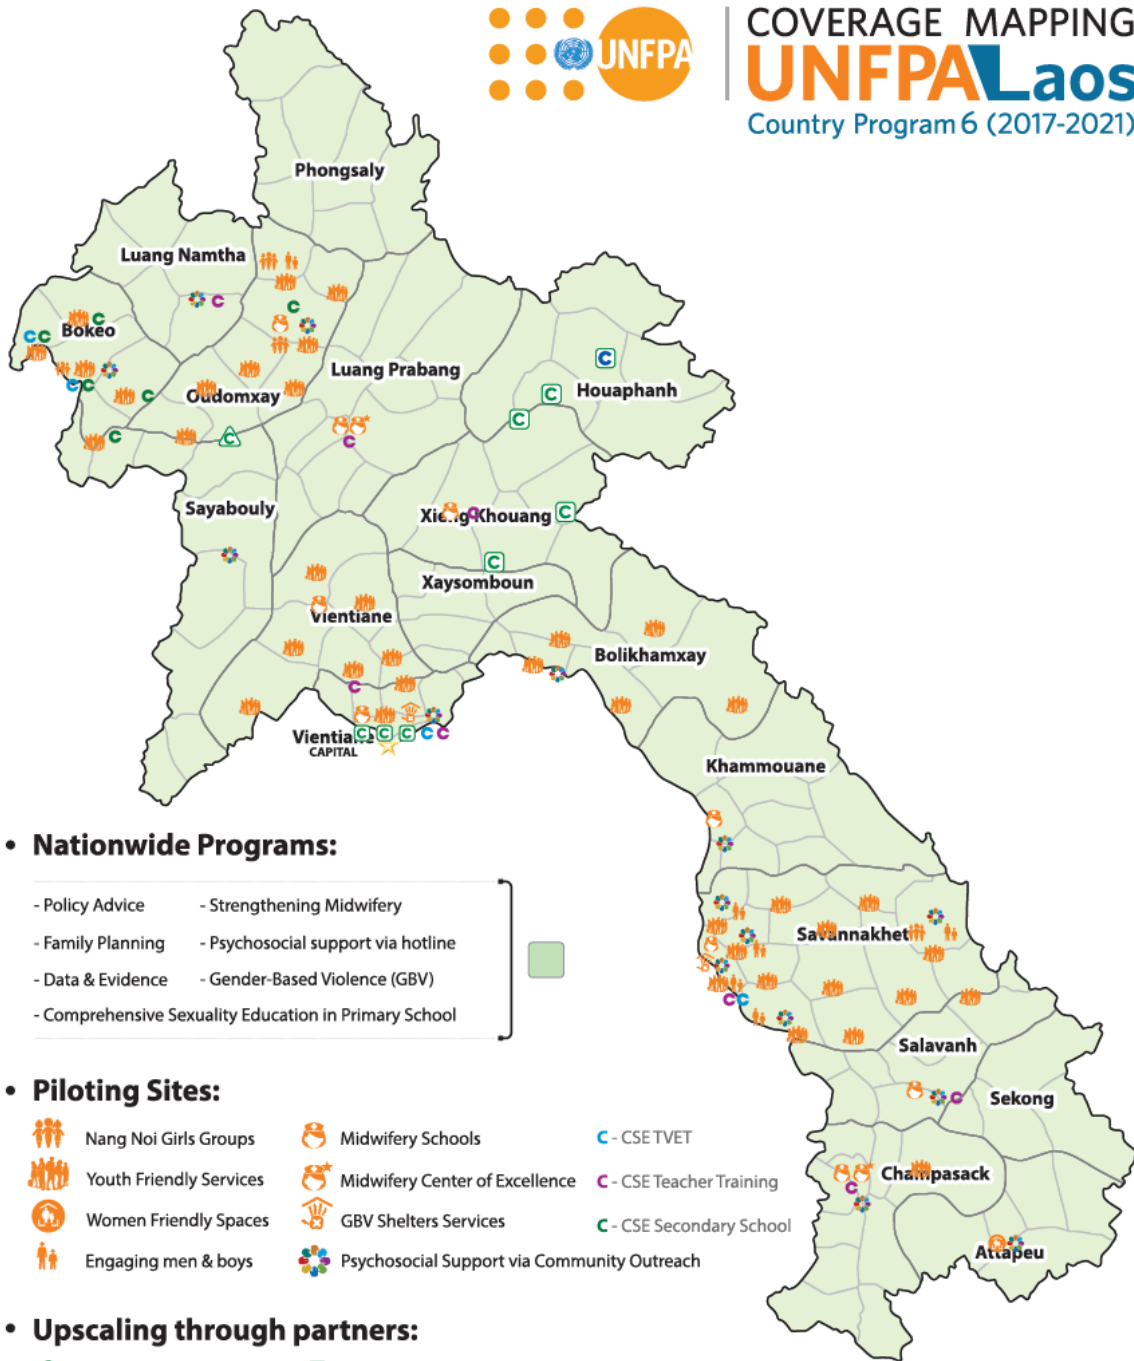 UNFPA
COVERAGE MAPPING
UNFPA Laos
Country Program 6 (2017-2021)
Phongsaly
Luang Namtha
Bokeo
Oudomxay
Luang Prabang
Houaphanh
Sayabouly
Xieng Khouang
Xaysomboun
Vientiane
Bolikhamxay
Vientiane
CAPITAL
Khammouane
Savannakhet
Salavanh
Sekong
Champasack
Attapeu
• Nationwide Programs:
- Policy Advice - Strengthening Midwifery
- Family Planning - Psychosocial support via hotline
- Data & Evidence - Gender-Based Violence (GBV)
- Comprehensive Sexuality Education in Primary School
• Piloting Sites:
Nang Noi Girls Groups Midwifery Schools C - CSE TVET
Youth Friendly Services Midwifery Center of Excellence C - CSE Teacher Training
Women Friendly Spaces GBV Shelters Services C - CSE Secondary School
Engaging men & boys Psychosocial Support via Community Outreach
• Upscaling through partners: